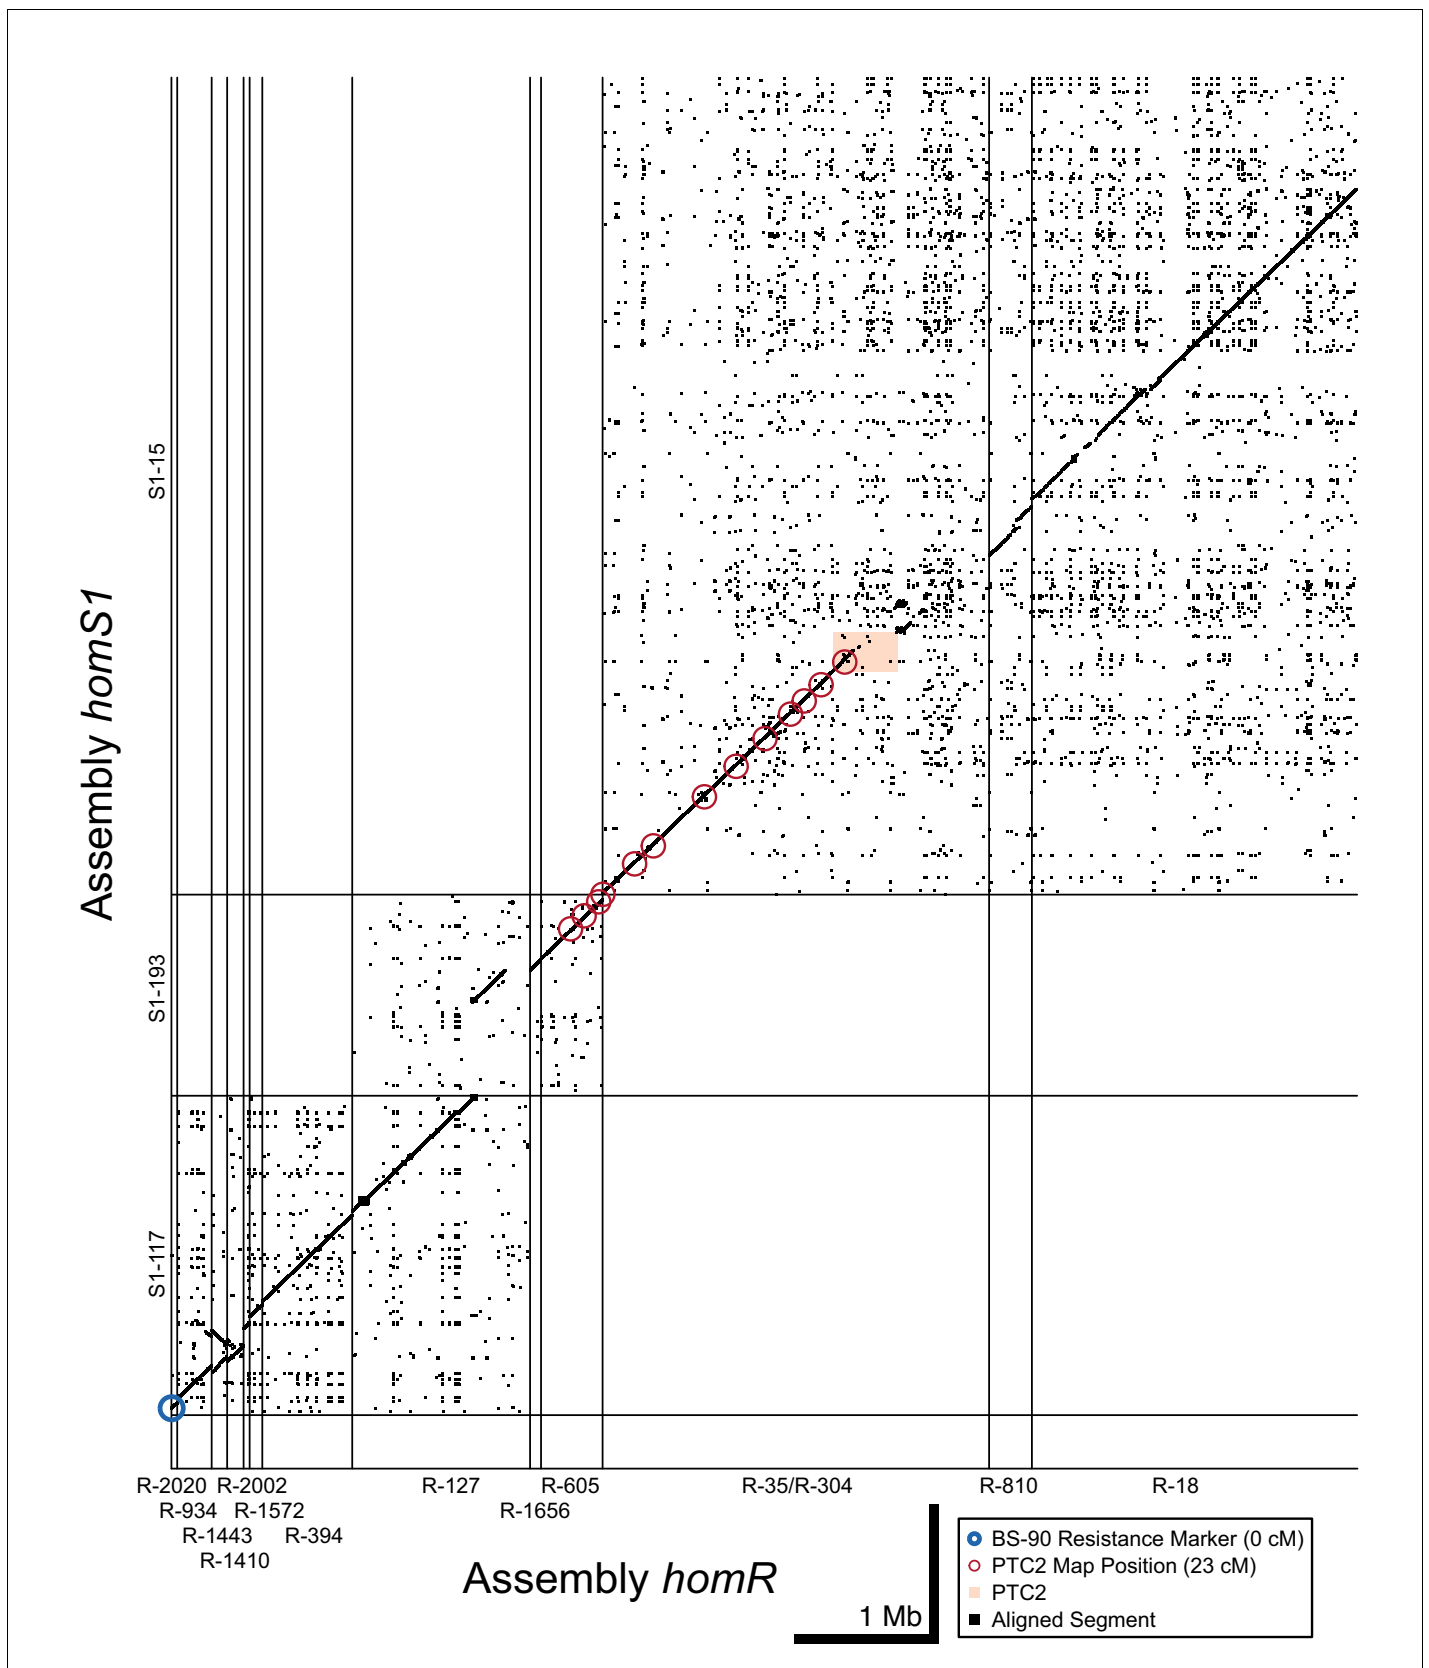 S1-15
Assembly homS1
S1-193
S1-117
R-2020 R-2002 R-127 R-605 R-35/R-304 R-810 R-18
R-934 R-1572 R-1656
R-1443 R-394
R-1410
Assembly homR
1 Mb
BS-90 Resistance Marker (0 cM)
PTC2 Map Position (23 cM)
PTC2
Aligned Segment